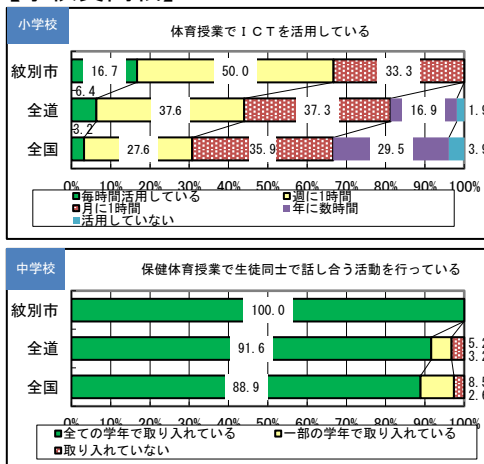 小学校
体育授業でＩＣＴを活用している
紋別市 16.7 50.0 33.3
全道 6.4 37.6 37.3 16.9 1.9
全国 3.2 27.6 35.9 29.5 3.9
0% 10% 20% 30% 40% 50% 60% 70% 80% 90% 100%
毎時間活用している 週に1時間
月に1時間 年に数時間
活用していない
中学校
保健体育授業で生徒同士で話し合う活動を行っている
紋別市 100.0
全道 91.6 5.2 3.2
全国 88.9 8.5 2.6
0% 10% 20% 30% 40% 50% 60% 70% 80% 90% 100%
全ての学年で取り入れている 一部の学年で取り入れている
取り入れていない